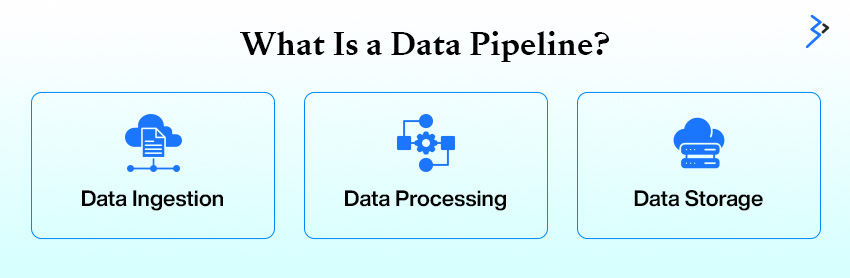 What Is a Data Pipeline?
Data Ingestion
Data Processing
Data Storage